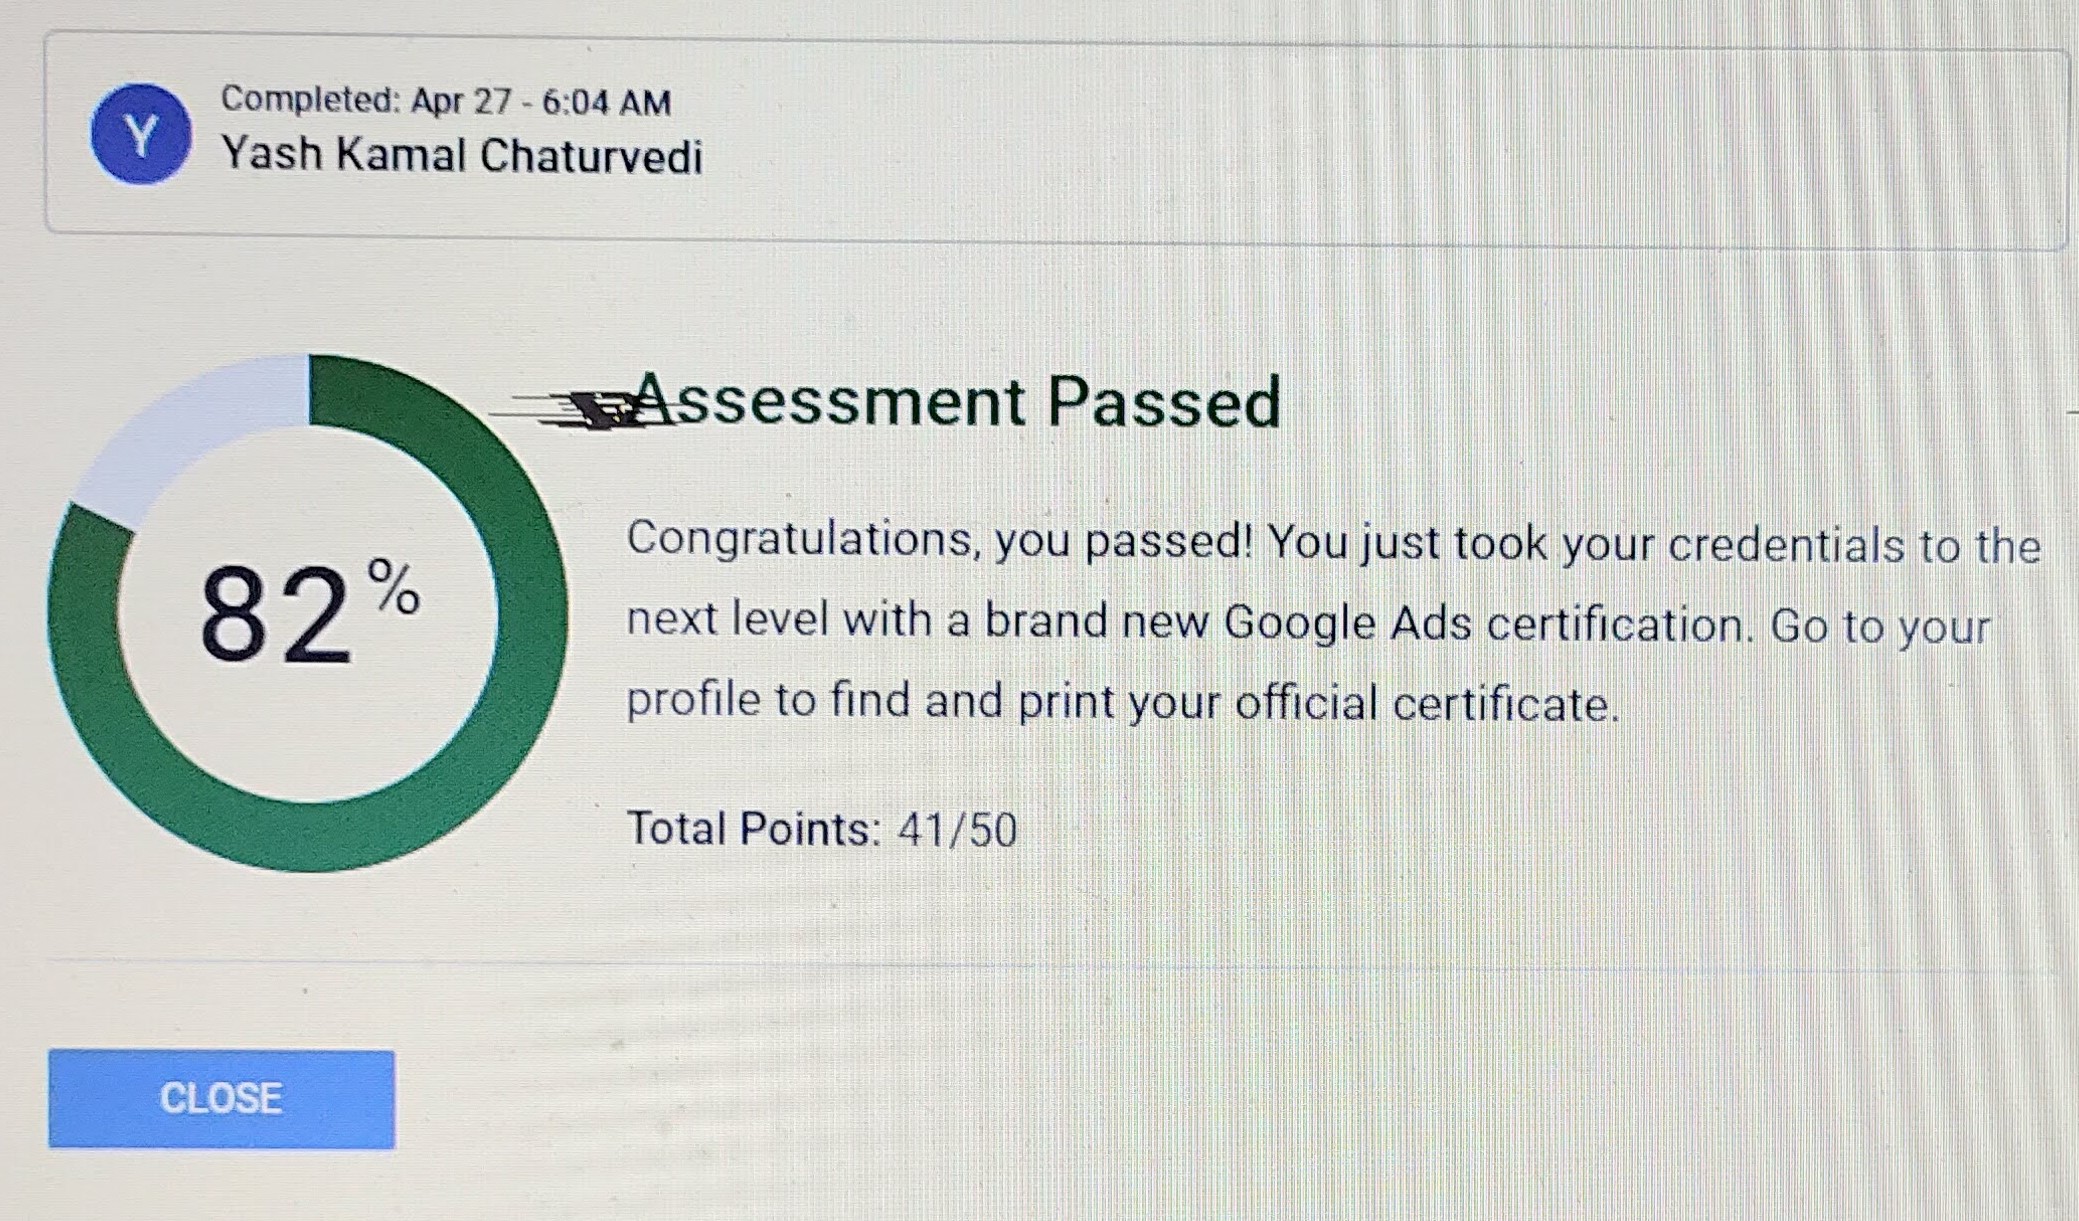 Y
Completed: Apr 27 - 6:04 AM
Yash Kamal Chaturvedi
Assessment Passed
82%
Congratulations, you passed! You just took your credentials to the
next level with a brand new Google Ads certification. Go to your
profile to find and print your official certificate.
Total Points: 41/50
CLOSE